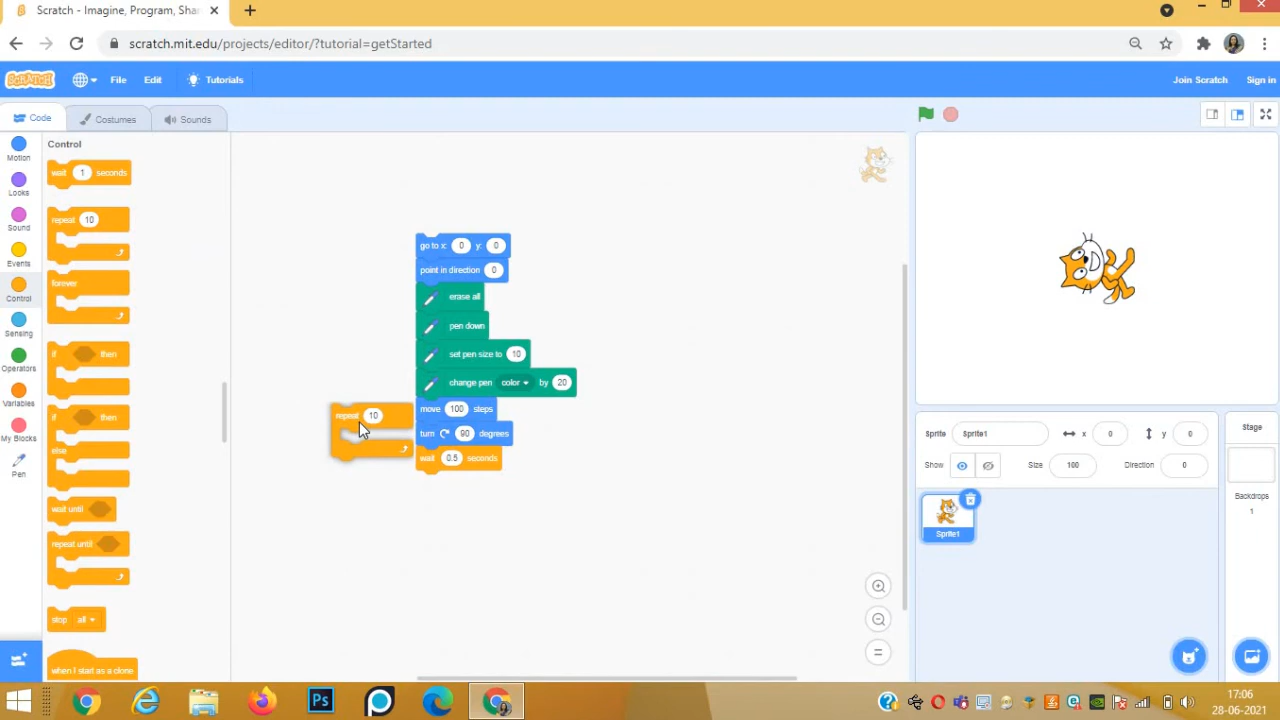 Scratch - Imagine, Program, Sha
scratch.mit.edu/projects/editor/?tutorial=getStarted
SCRATCH File Edit Tutorials Join Scratch Sign in
Code Costumes Sounds
Motion
Looks
Sound
Events
Control
Sensing
Operators
Variables
My Blocks
Pen
Control
wait 1 seconds
repeat 10
forever
if then
if then
else
wait until
repeat until
stop all
when I start as a clone
go to x: 0 y: 0
point in direction 0
erase all
pen down
set pen size to 10
change pen color by 20
move 100 steps
turn 90 degrees
wait 0.5 seconds
repeat 10
Sprite Sprite1 x 0 y 0
Show Size 100 Direction 0
Sprite1
Stage
Backdrops
1
Ps
17:06
28-06-2021